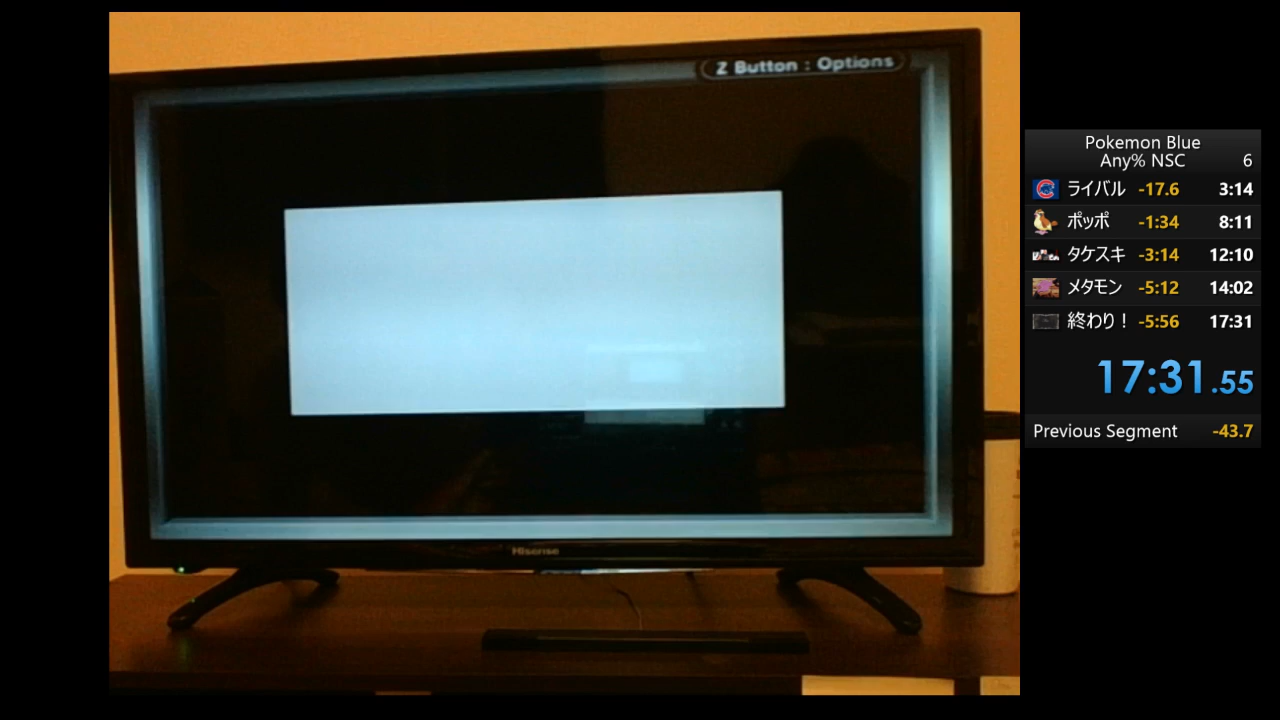 Z Button : Options
Hisense
Pokemon Blue
Any% NSC 6
ライバル -17.6 3:14
ポッポ -1:34 8:11
タケスキ -3:14 12:10
メタモン -5:12 14:02
終わり！ -5:56 17:31
17:31.55
Previous Segment -43.7